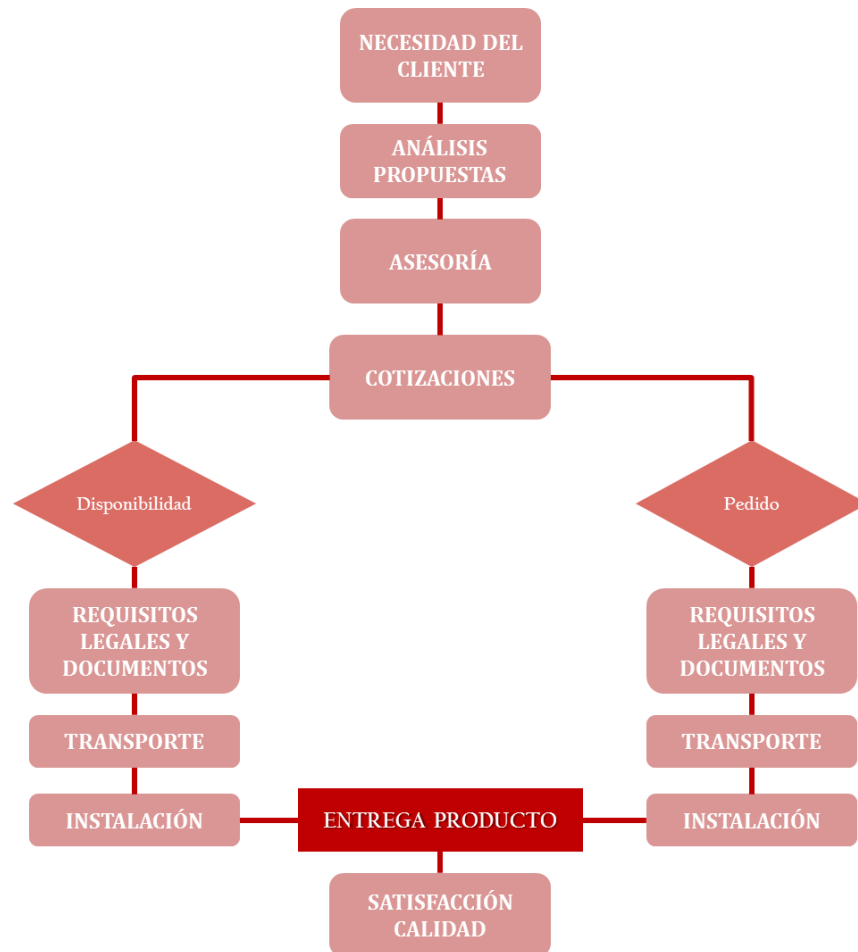 NECESIDAD DEL
CLIENTE
ANÁLISIS
PROPUESTAS
ASESORÍA
COTIZACIONES
Disponibilidad
Pedido
REQUISITOS
LEGALES Y
DOCUMENTOS
REQUISITOS
LEGALES Y
DOCUMENTOS
TRANSPORTE
TRANSPORTE
INSTALACIÓN
ENTREGA PRODUCTO
INSTALACIÓN
SATISFACCIÓN
CALIDAD